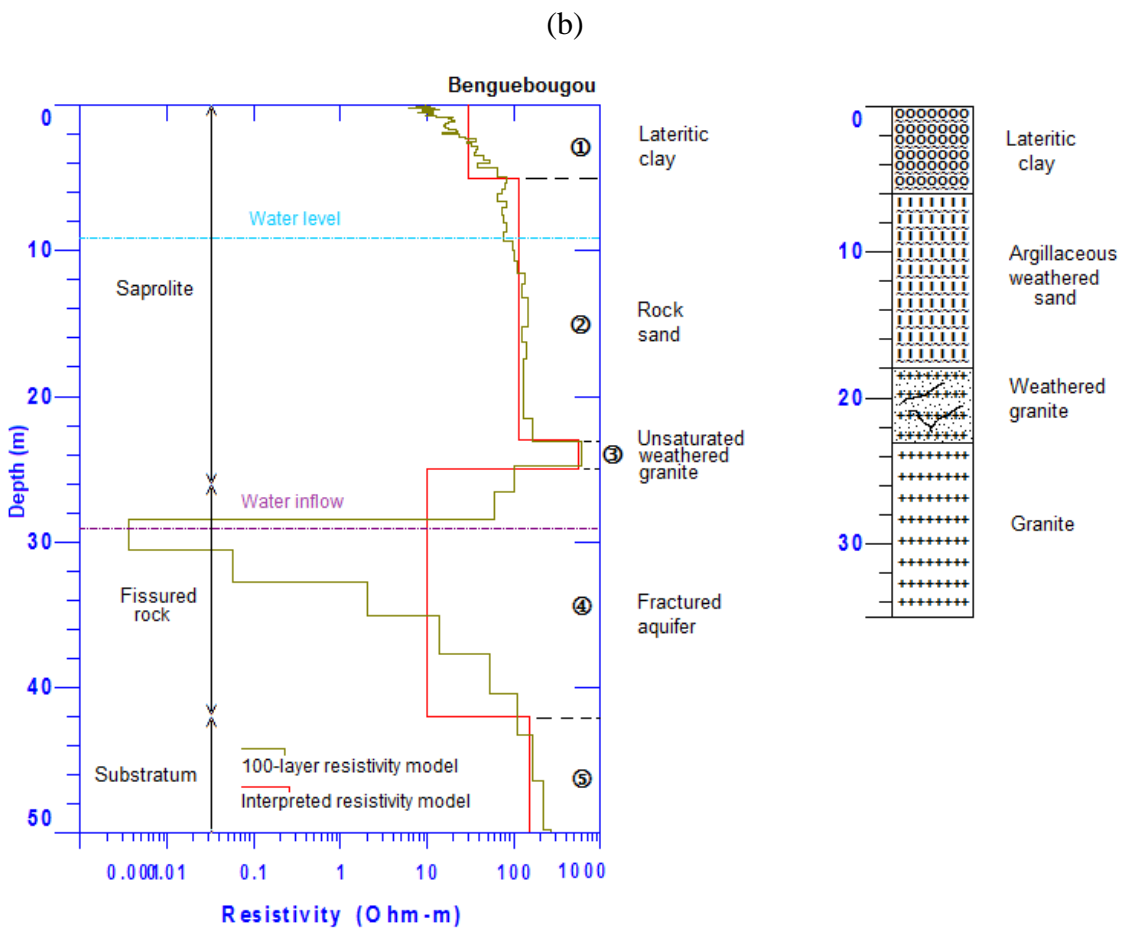 (b)
Benguebougou
0
10
20
30
40
50
Depth (m)
①
②
③
④
⑤
Water level
Saprolite
Water inflow
Fissured
rock
Substratum
100-layer resistivity model
Interpreted resistivity model
0.01
0.1
1
10
100
1000
Resistivity (Ohm-m)
Lateritic
clay
Rock
sand
Unsaturated
weathered
granite
Fractured
aquifer
0
10
20
30
Lateritic
clay
Argillaceous
weathered
sand
Weathered
granite
Granite